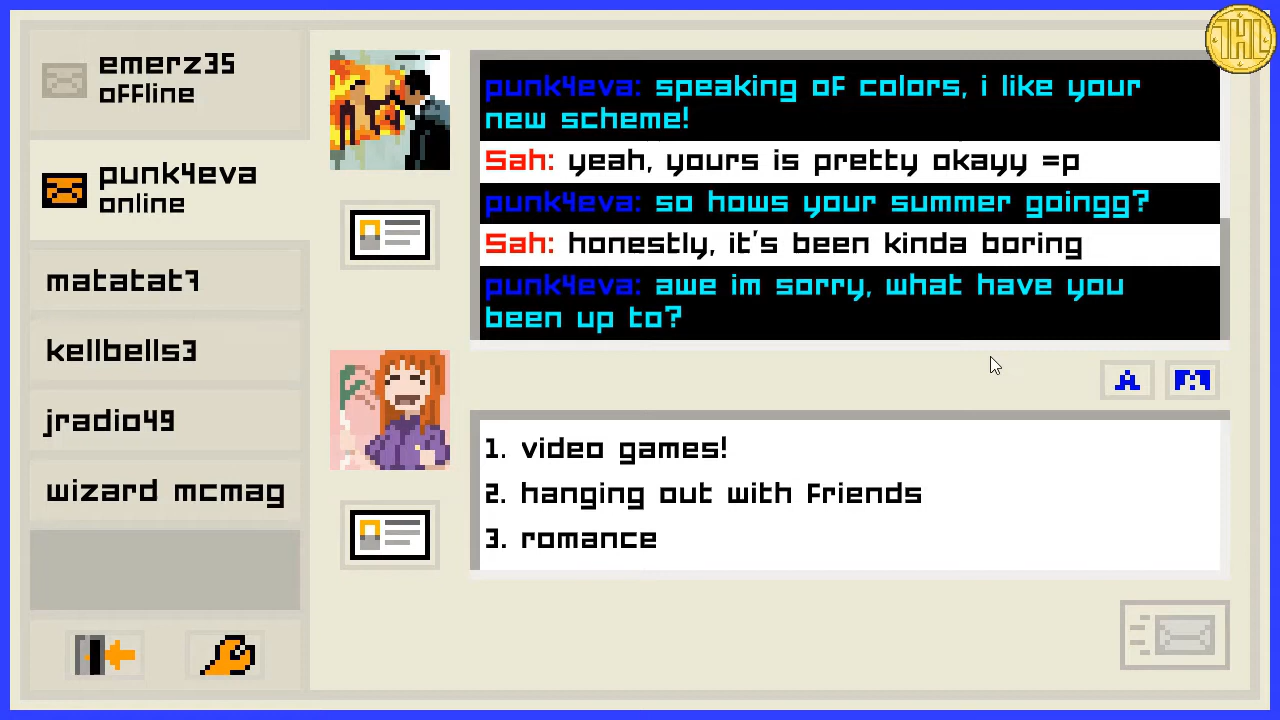 emerz35
offline
punk4eva
online
matatat7
kellbells3
jradio49
wizard mcmag
punk4eva: speaking of colors, i like your
new scheme!
Sah: yeah, yours is pretty okayy =p
punk4eva: so hows your summer goingg?
Sah: honestly, it's been kinda boring
punk4eva: awe im sorry, what have you
been up to?
A
1. video games!
2. hanging out with friends
3. romance
THL